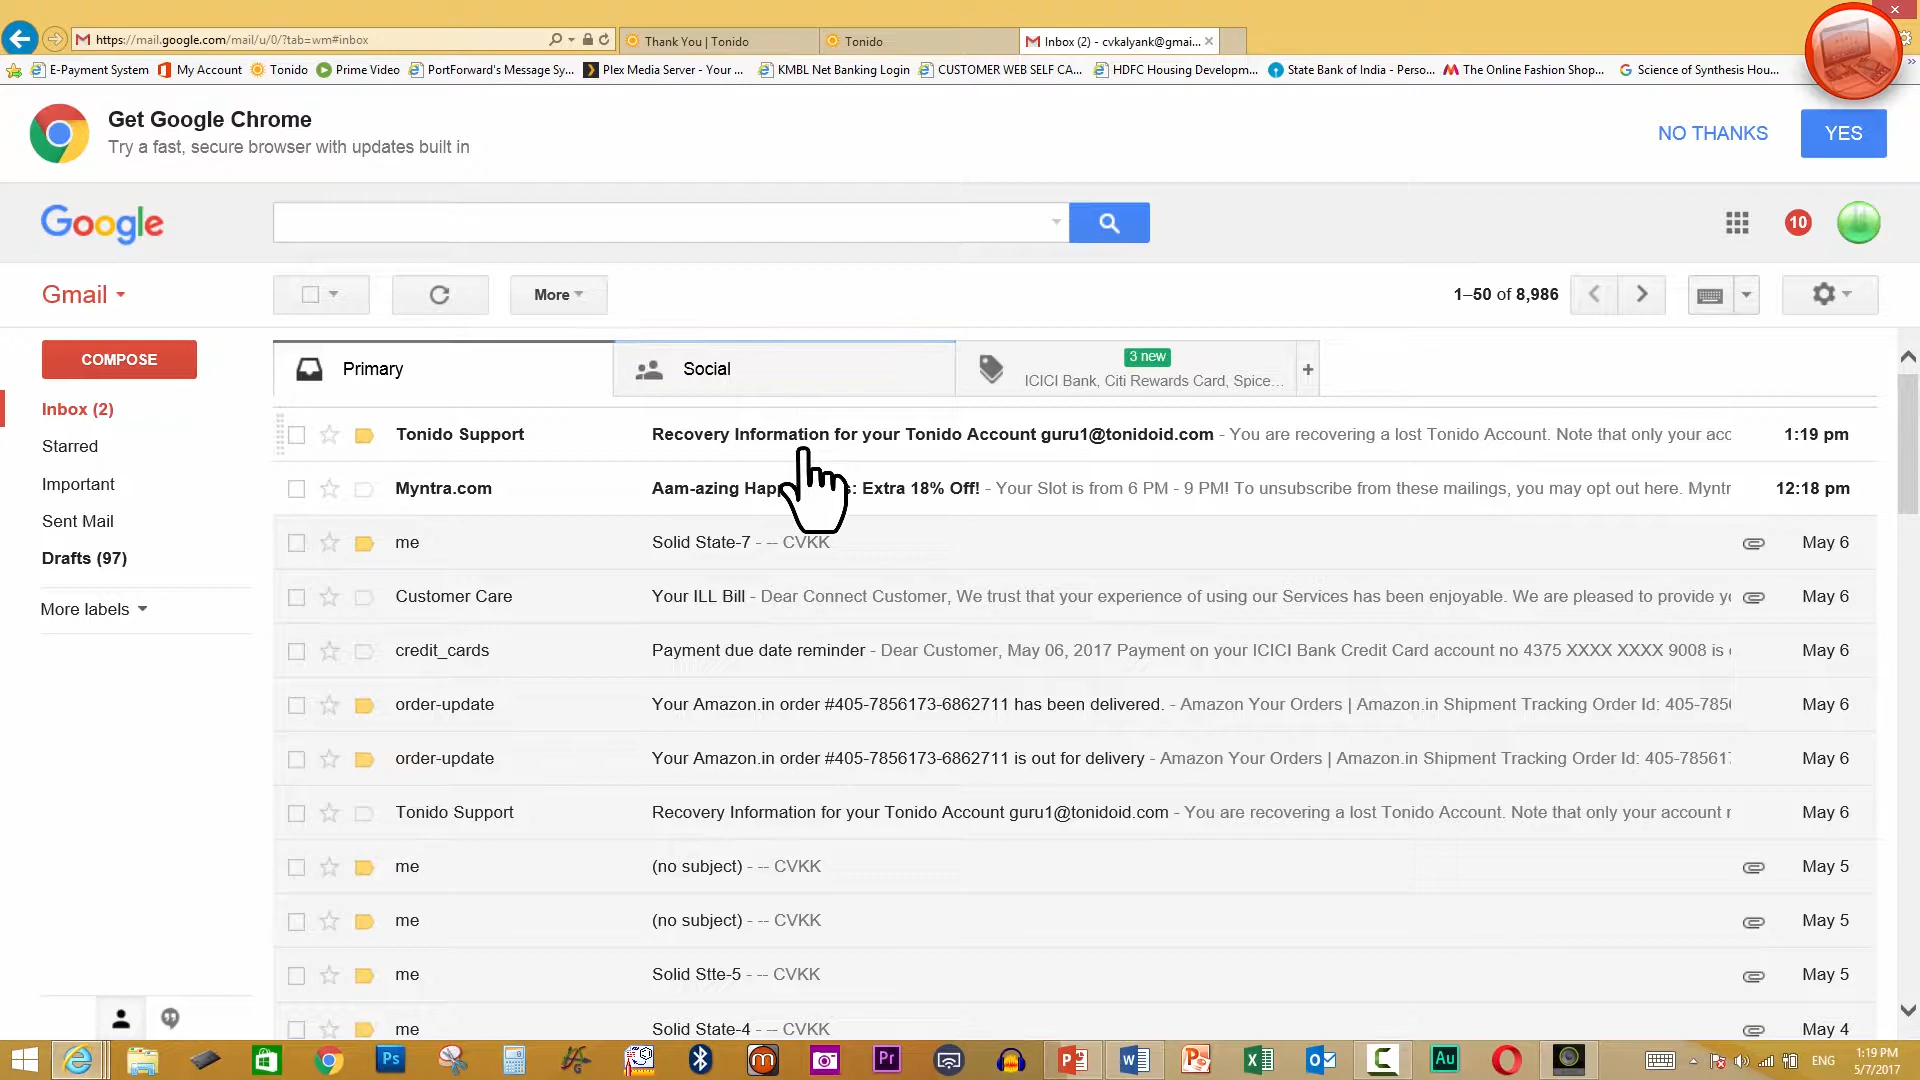 https://mail.google.com/mail/u/0/?tab=wm#inbox
Thank You | Tonido
Tonido
Inbox (2) - cvkalyank@gmai...
E-Payment System
My Account
Tonido
Prime Video
PortForward's Message Sy...
Plex Media Server - Your ...
KMBL Net Banking Login
CUSTOMER WEB SELF CA...
HDFC Housing Developm...
State Bank of India - Perso...
The Online Fashion Shop...
Science of Synthesis Hou...
Get Google Chrome
Try a fast, secure browser with updates built in
NO THANKS
YES
Google
10
Gmail
More
1–50 of 8,986
COMPOSE
Inbox (2)
Starred
Important
Sent Mail
Drafts (97)
More labels
Primary
Social
3 new
ICICI Bank, Citi Rewards Card, Spice...
+
Tonido Support Recovery Information for your Tonido Account guru1@tonidoid.com - You are recovering a lost Tonido Account. Note that only your acc 1:19 pm
Myntra.com Aam-azing Hap s: Extra 18% Off! - Your Slot is from 6 PM - 9 PM! To unsubscribe from these mailings, you may opt out here. Myntr 12:18 pm
me Solid State-7 - -- CVKK May 6
Customer Care Your ILL Bill - Dear Connect Customer, We trust that your experience of using our Services has been enjoyable. We are pleased to provide yo May 6
credit_cards Payment due date reminder - Dear Customer, May 06, 2017 Payment on your ICICI Bank Credit Card account no 4375 XXXX XXXX 9008 is May 6
order-update Your Amazon.in order #405-7856173-6862711 has been delivered. - Amazon Your Orders | Amazon.in Shipment Tracking Order Id: 405-7856 May 6
order-update Your Amazon.in order #405-7856173-6862711 is out for delivery - Amazon Your Orders | Amazon.in Shipment Tracking Order Id: 405-78561 May 6
Tonido Support Recovery Information for your Tonido Account guru1@tonidoid.com - You are recovering a lost Tonido Account. Note that only your account r May 6
me (no subject) - -- CVKK May 5
me (no subject) - -- CVKK May 5
me Solid Stte-5 - -- CVKK May 5
me Solid State-4 - -- CVKK May 4
Ps
Pr
Au
ENG
1:19 PM
5/7/2017